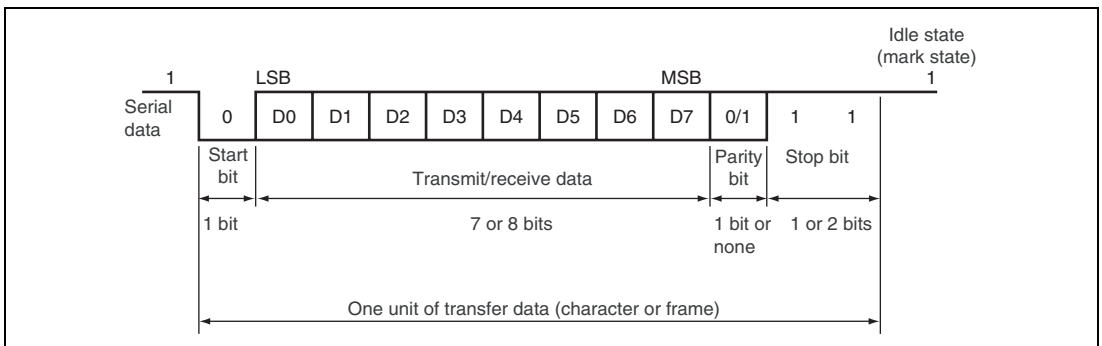 Idle state
(mark state)
1 LSB MSB 1
Serial
data
0 D0 D1 D2 D3 D4 D5 D6 D7 0/1 1 1
Start
bit
Transmit/receive data
Parity
bit
Stop bit
1 bit
7 or 8 bits
1 bit or
none
1 or 2 bits
One unit of transfer data (character or frame)